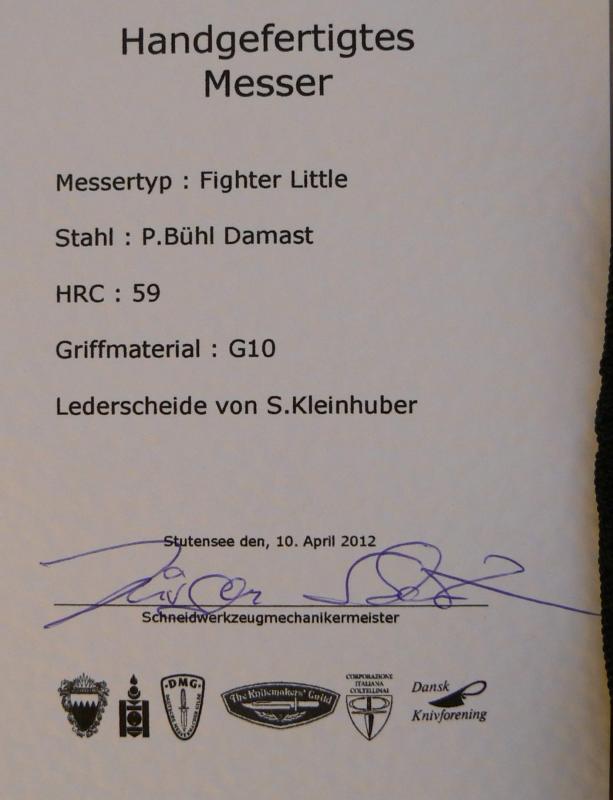 Handgefertigtes
Messer
Messertyp : Fighter Little
Stahl : P.Bühl Damast
HRC : 59
Griffmaterial : G10
Lederscheide von S.Kleinhuber
Stutensee den, 10. April 2012
Schneidwerkzeugmechanikermeister
·DMG·
The Knifemakers' Guild
CORPORAZIONE
ITALIANA
COLTELLINAI
Dansk
Knivforening